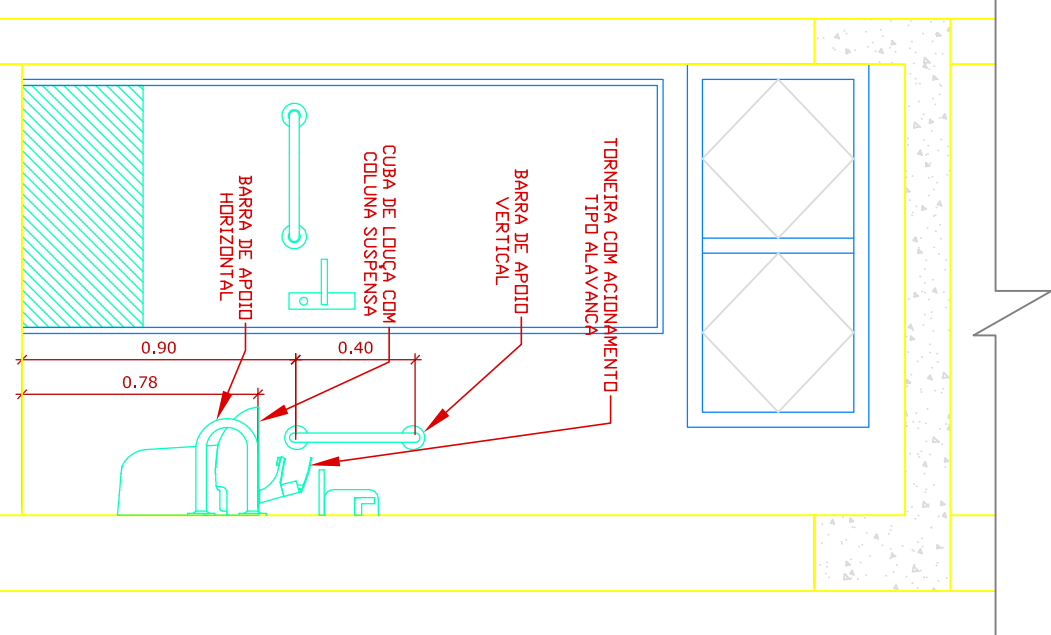 TORNEIRA COM ACIONAMENTO
TIPO ALAVANCA
BARRA DE APOIO
VERTICAL
CUBA DE LOUÇA COM
COLUNA SUSPENSA
BARRA DE APOIO
HORIZONTAL
0.90
0.40
0.78